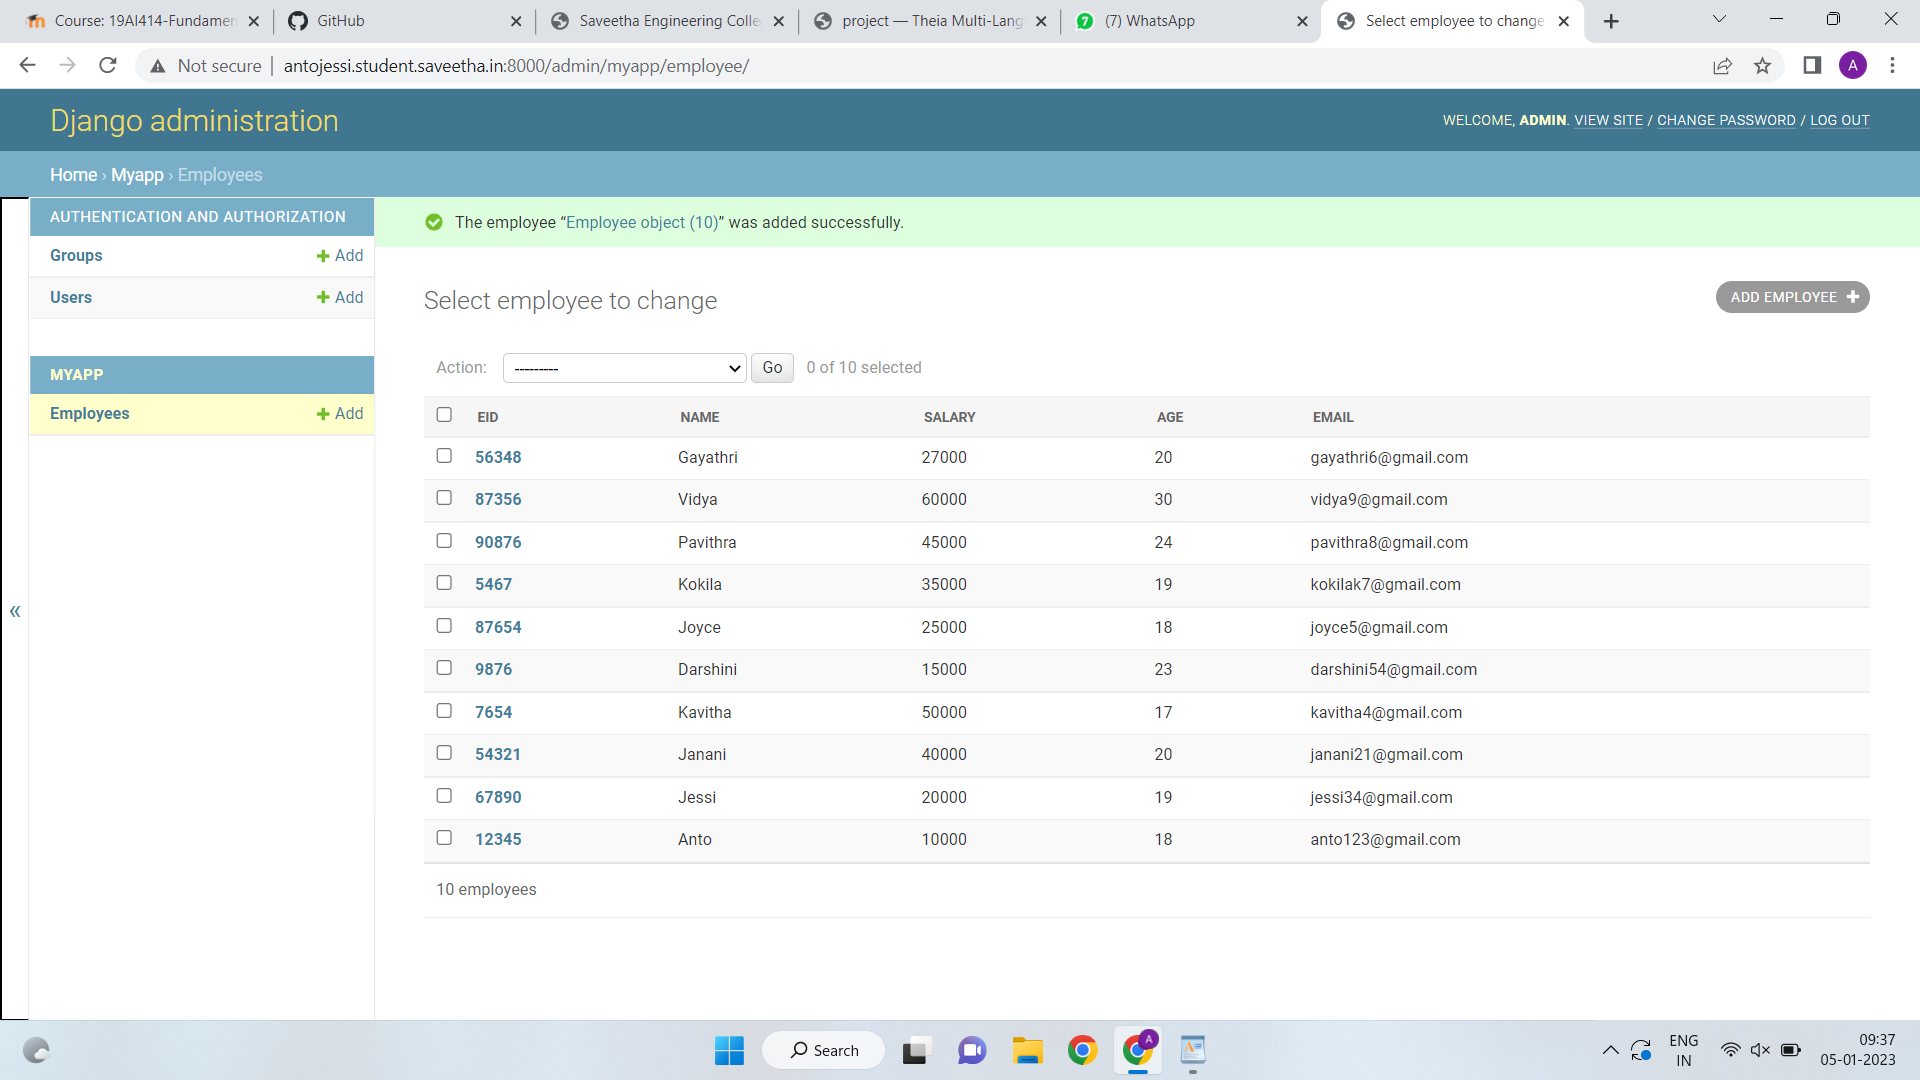 Course: 19AI414-Fundamen
GitHub
Saveetha Engineering Colle
project — Theia Multi-Lang
(7) WhatsApp
Select employee to change
Not secure
antojessi.student.saveetha.in:8000/admin/myapp/employee/
A
Django administration
WELCOME, ADMIN. VIEW SITE / CHANGE PASSWORD / LOG OUT
Home › Myapp › Employees
AUTHENTICATION AND AUTHORIZATION
Groups + Add
Users + Add
MYAPP
Employees + Add
«
The employee “Employee object (10)” was added successfully.
Select employee to change
ADD EMPLOYEE +
Action: --------- Go 0 of 10 selected
EID NAME SALARY AGE EMAIL
56348 Gayathri 27000 20 gayathri6@gmail.com
87356 Vidya 60000 30 vidya9@gmail.com
90876 Pavithra 45000 24 pavithra8@gmail.com
5467 Kokila 35000 19 kokilak7@gmail.com
87654 Joyce 25000 18 joyce5@gmail.com
9876 Darshini 15000 23 darshini54@gmail.com
7654 Kavitha 50000 17 kavitha4@gmail.com
54321 Janani 40000 20 janani21@gmail.com
67890 Jessi 20000 19 jessi34@gmail.com
12345 Anto 10000 18 anto123@gmail.com
10 employees
Search
A
ENG
IN
09:37
05-01-2023